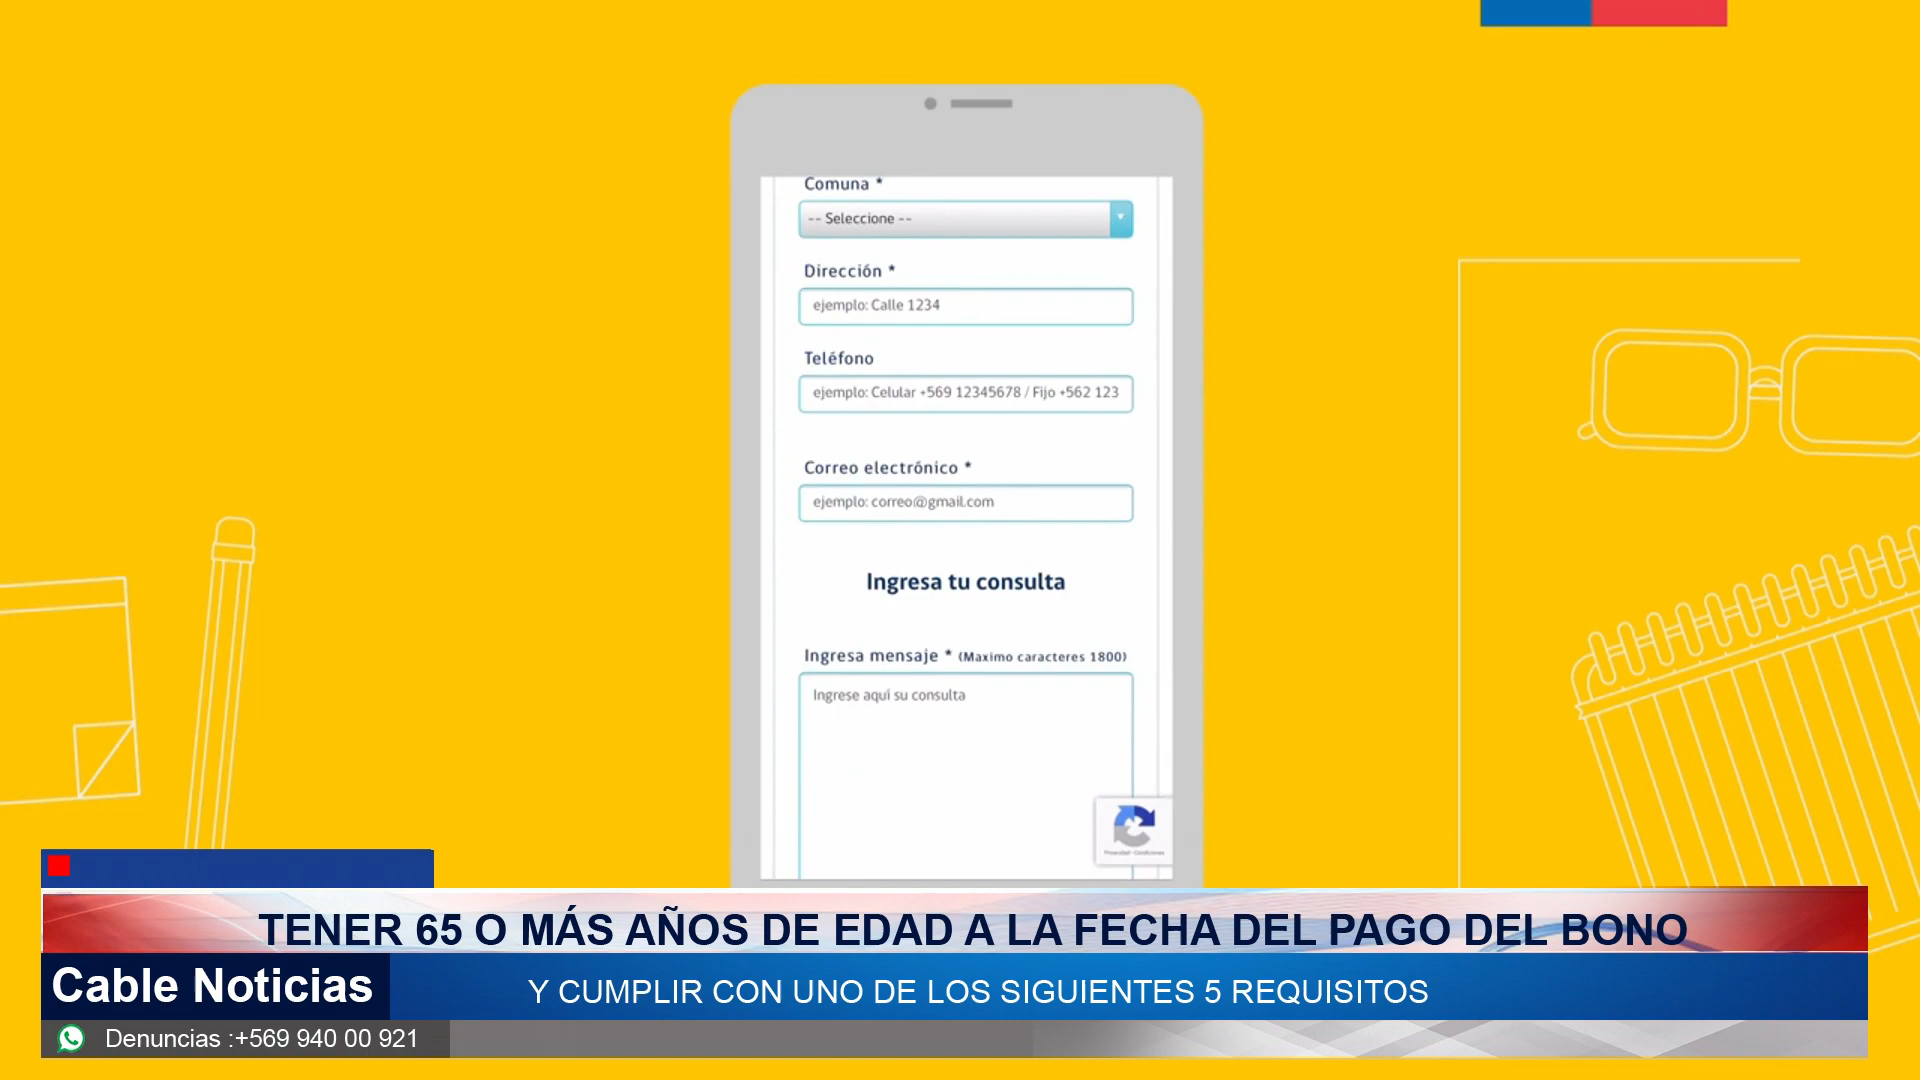 Comuna *
-- Seleccione --
Dirección *
ejemplo: Calle 1234
Teléfono
ejemplo: Celular +569 12345678 / Fijo +562 123
Correo electrónico *
ejemplo: correo@gmail.com
Ingresa tu consulta
Ingresa mensaje * (Maximo caracteres 1800)
Ingrese aquí su consulta
Privacidad - Condiciones
TENER 65 O MÁS AÑOS DE EDAD A LA FECHA DEL PAGO DEL BONO
Cable Noticias
Y CUMPLIR CON UNO DE LOS SIGUIENTES 5 REQUISITOS
Denuncias :+569 940 00 921